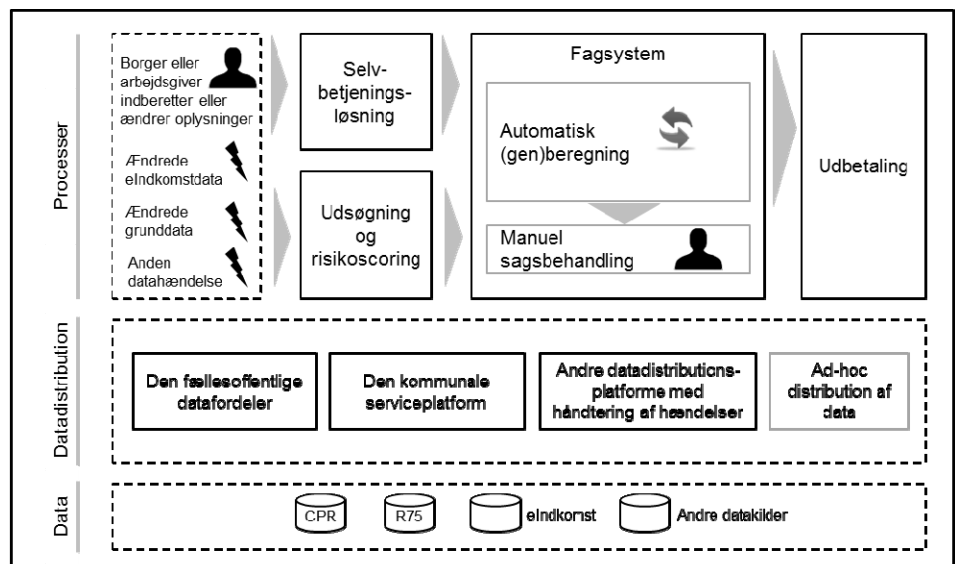 Processer
Borger eller
arbejdsgiver
indberetter eller
ændrer oplysninger
Ændrede
eIndkomstdata
Ændrede
grunddata
Anden
datahændelse
Selv-
betjenings-
løsning
Udsøgning
og
risikoscoring
Fagsystem
Automatisk
(gen)beregning
Manuel
sagsbehandling
Udbetaling
Datadistribution
Den fællesoffentlige
datafordeler
Den kommunale
serviceplatform
Andre datadistributions-
platforme med
håndtering af hændelser
Ad-hoc
distribution af
data
Data
CPR
R75
eIndkomst
Andre datakilder